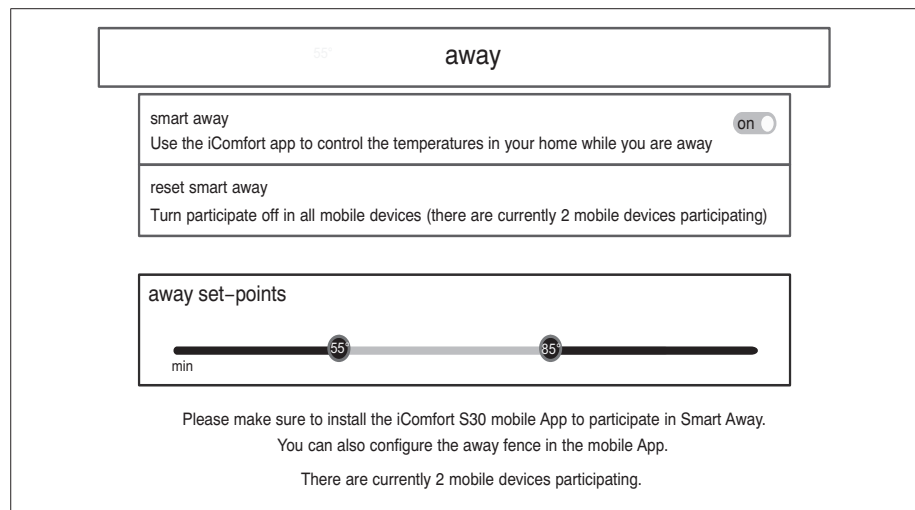 55°
away
smart away
on
Use the iComfort app to control the temperatures in your home while you are away
reset smart away
Turn participate off in all mobile devices (there are currently 2 mobile devices participating)
away set–points
55°
85°
min
Please make sure to install the iComfort S30 mobile App to participate in Smart Away.
You can also configure the away fence in the mobile App.
There are currently 2 mobile devices participating.